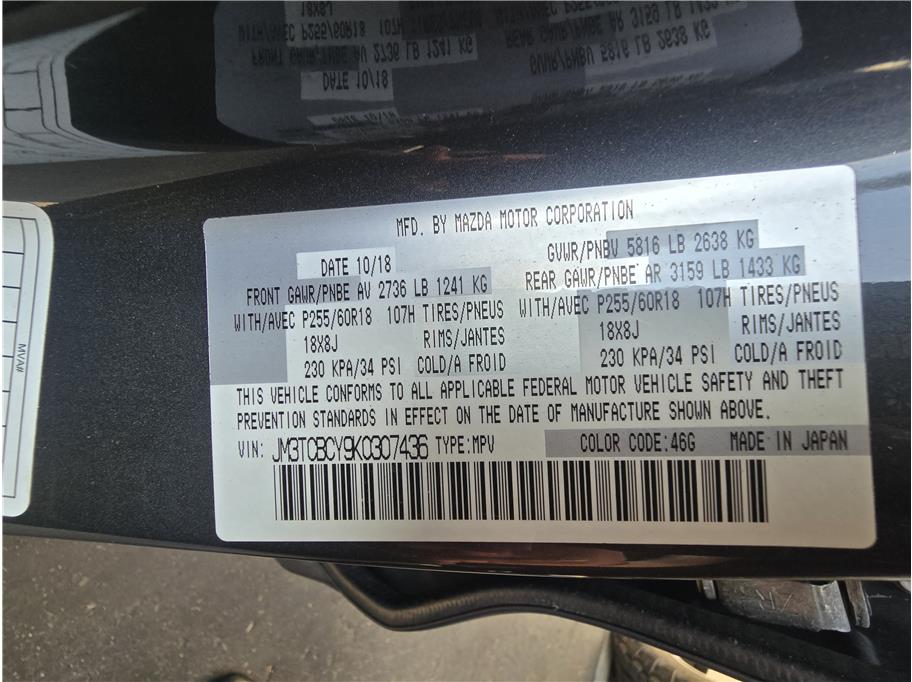 MFD. BY MAZDA MOTOR CORPORATION
DATE 10/18
GVWR/PNBV 5816 LB 2638 KG
FRONT GAWR/PNBE AV 2736 LB 1241 KG
REAR GAWR/PNBE AR 3159 LB 1433 KG
WITH/AVEC P255/60R18 107H TIRES/PNEUS
WITH/AVEC P255/60R18 107H TIRES/PNEUS
18X8J RIMS/JANTES
18X8J RIMS/JANTES
230 KPA/34 PSI COLD/A FROID
230 KPA/34 PSI COLD/A FROID
THIS VEHICLE CONFORMS TO ALL APPLICABLE FEDERAL MOTOR VEHICLE SAFETY AND THEFT
PREVENTION STANDARDS IN EFFECT ON THE DATE OF MANUFACTURE SHOWN ABOVE.
VIN: JM3TCBCY9K0307436 TYPE:MPV COLOR CODE:46G MADE IN JAPAN
MVA#